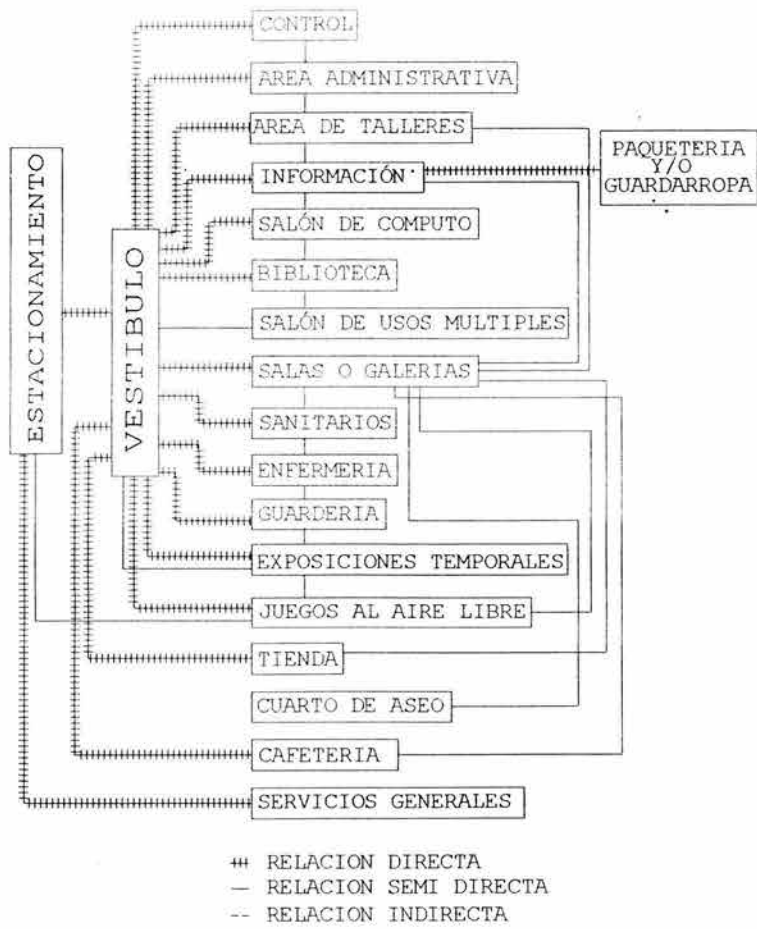 CONTROL
AREA ADMINISTRATIVA
AREA DE TALLERES
INFORMACIÓN
PAQUETERIA
Y/O
GUARDARROPA
SALÓN DE COMPUTO
BIBLIOTECA
SALÓN DE USOS MULTIPLES
SALAS O GALERIAS
SANITARIOS
ENFERMERIA
GUARDERIA
EXPOSICIONES TEMPORALES
JUEGOS AL AIRE LIBRE
TIENDA
CUARTO DE ASEO
CAFETERIA
SERVICIOS GENERALES
ESTACIONAMIENTO
VESTIBULO
RELACION DIRECTA
RELACION SEMI DIRECTA
RELACION INDIRECTA